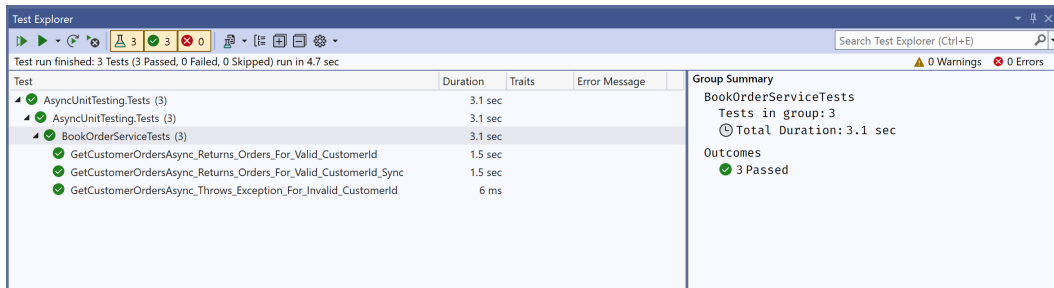 Test Explorer
3 3 0
Search Test Explorer (Ctrl+E)
Test run finished: 3 Tests (3 Passed, 0 Failed, 0 Skipped) run in 4.7 sec
0 Warnings 0 Errors
Test Duration Traits Error Message
AsyncUnitTesting.Tests (3) 3.1 sec
AsyncUnitTesting.Tests (3) 3.1 sec
BookOrderServiceTests (3) 3.1 sec
GetCustomerOrdersAsync_Returns_Orders_For_Valid_CustomerId 1.5 sec
GetCustomerOrdersAsync_Returns_Orders_For_Valid_CustomerId_Sync 1.5 sec
GetCustomerOrdersAsync_Throws_Exception_For_Invalid_CustomerId 6 ms
Group Summary
BookOrderServiceTests
Tests in group: 3
Total Duration: 3.1 sec
Outcomes
3 Passed